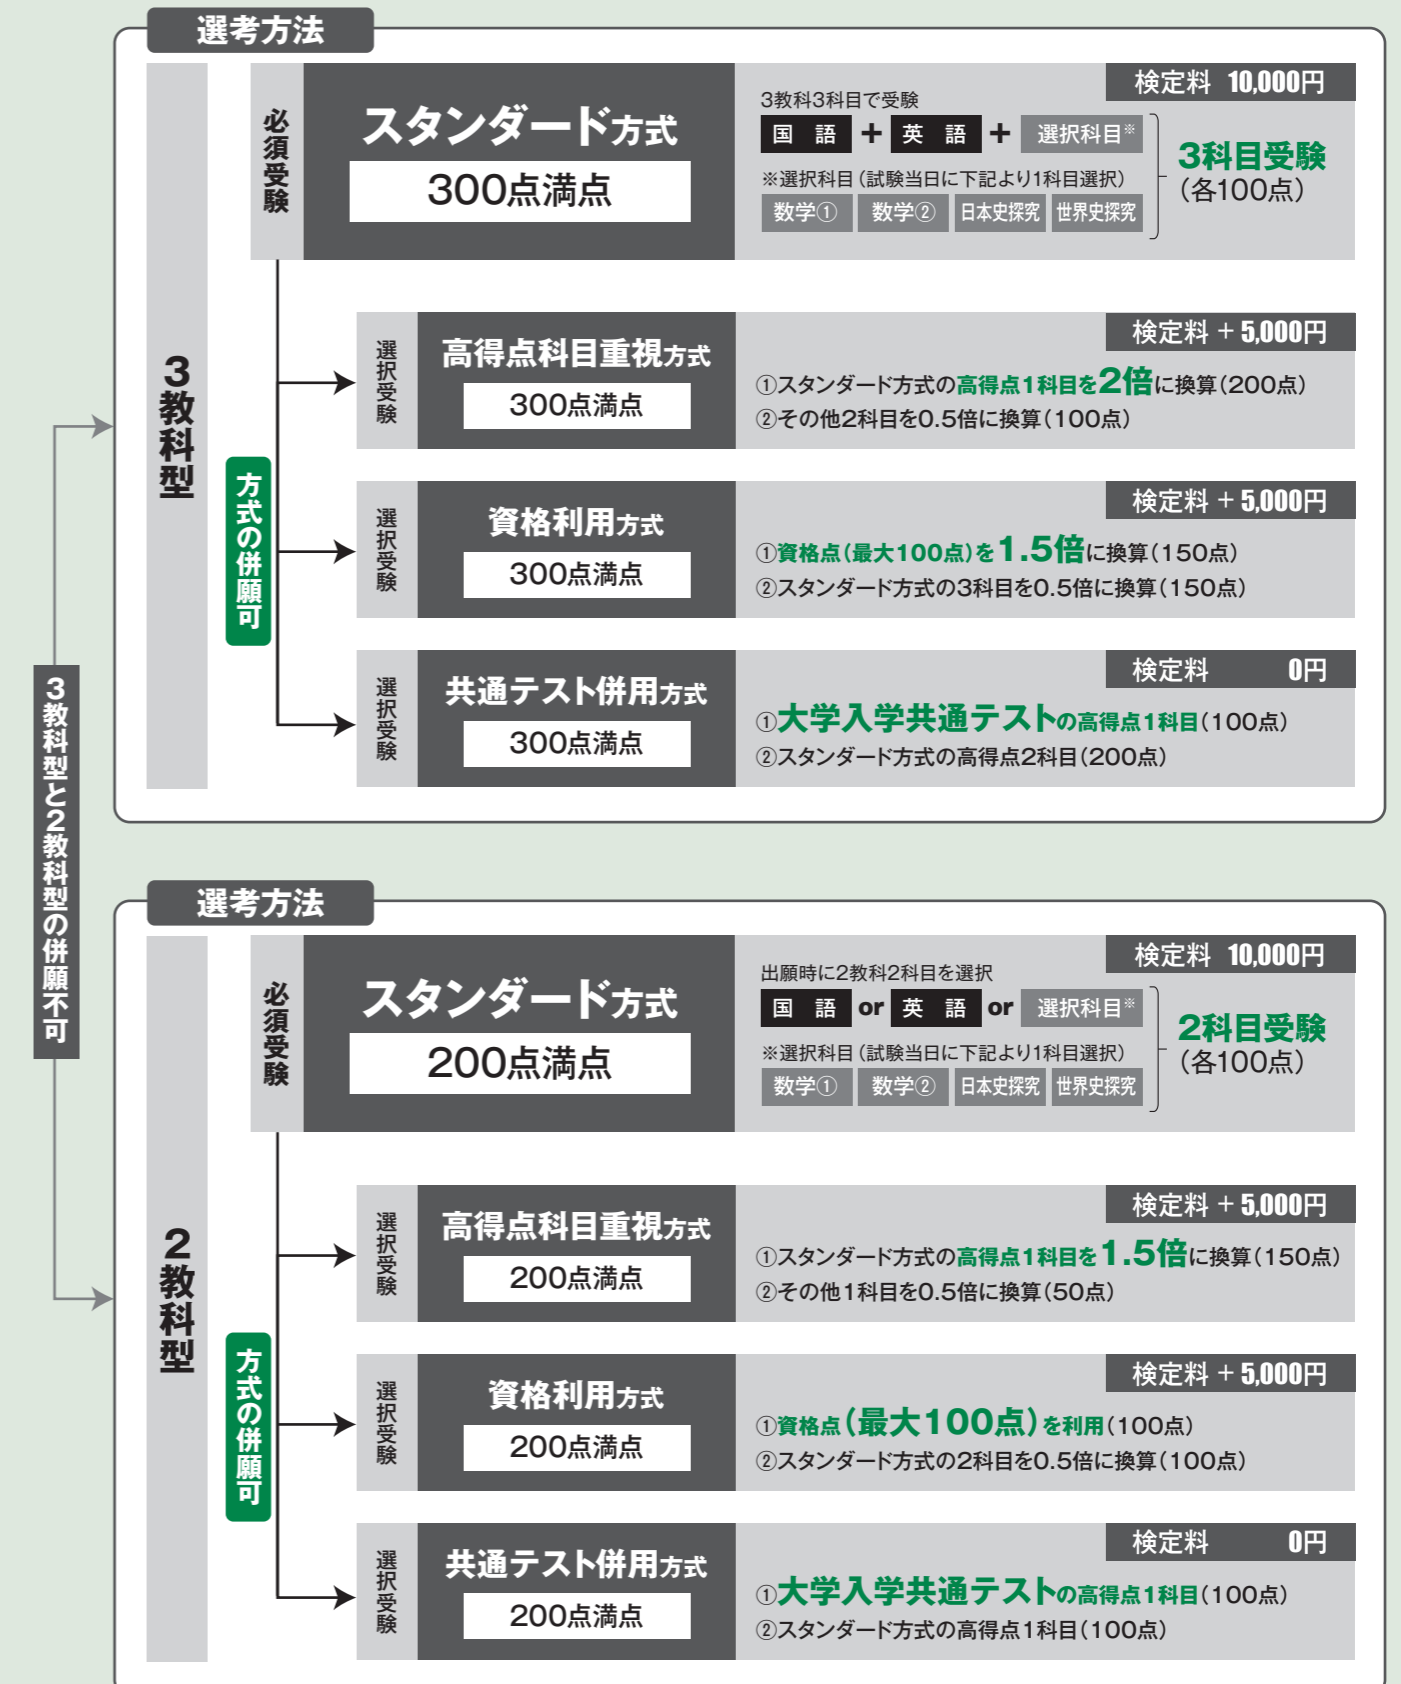 選考方法
3教科型
必須受験
スタンダード方式
300点満点
検定料 10,000円
3教科3科目で受験
国語＋英語＋選択科目※
※選択科目（試験当日に下記より1科目選択）
数学① 数学② 日本史探究 世界史探究
3科目受験
（各100点）
方式の併願可
選択受験
高得点科目重視方式
300点満点
検定料 + 5,000円
①スタンダード方式の高得点1科目を2倍に換算（200点）
②その他2科目を0.5倍に換算（100点）
選択受験
資格利用方式
300点満点
検定料 + 5,000円
①資格点（最大100点）を1.5倍に換算（150点）
②スタンダード方式の3科目を0.5倍に換算（150点）
選択受験
共通テスト併用方式
300点満点
検定料 0円
①大学入学共通テストの高得点1科目（100点）
②スタンダード方式の高得点2科目（200点）
3教科型と2教科型の併願不可
選考方法
2教科型
必須受験
スタンダード方式
200点満点
検定料 10,000円
出願時に2教科2科目を選択
国語 or 英語 or 選択科目※
※選択科目（試験当日に下記より1科目選択）
数学① 数学② 日本史探究 世界史探究
2科目受験
（各100点）
方式の併願可
選択受験
高得点科目重視方式
200点満点
検定料 + 5,000円
①スタンダード方式の高得点1科目を1.5倍に換算（150点）
②その他1科目を0.5倍に換算（50点）
選択受験
資格利用方式
200点満点
検定料 + 5,000円
①資格点（最大100点）を利用（100点）
②スタンダード方式の2科目を0.5倍に換算（100点）
選択受験
共通テスト併用方式
200点満点
検定料 0円
①大学入学共通テストの高得点1科目（100点）
②スタンダード方式の高得点1科目（100点）